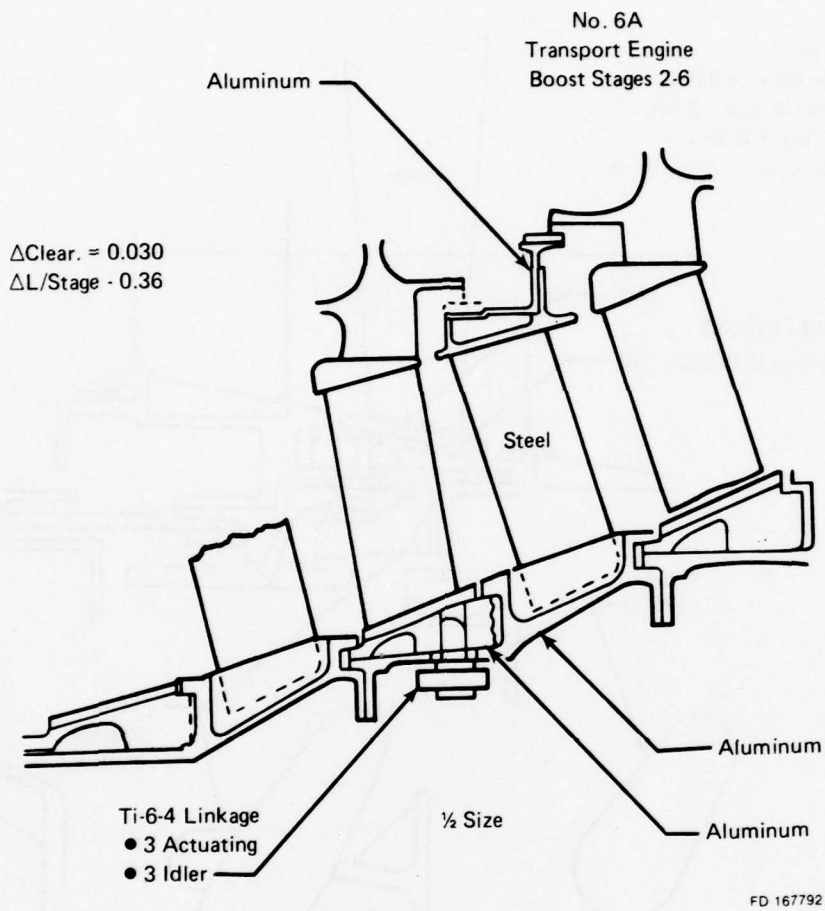 No. 6A
Transport Engine
Boost Stages 2-6
Aluminum
ΔClear. = 0.030
ΔL/Stage - 0.36
Steel
Aluminum
Ti-6-4 Linkage
● 3 Actuating
● 3 Idler
½ Size
Aluminum
FD 167792